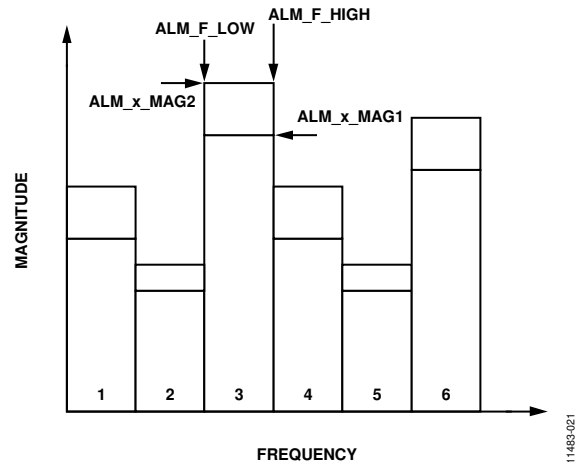 ALM_F_HIGH
ALM_F_LOW
ALM_x_MAG2
ALM_x_MAG1
MAGNITUDE
1 2 3 4 5 6
FREQUENCY
11483-021